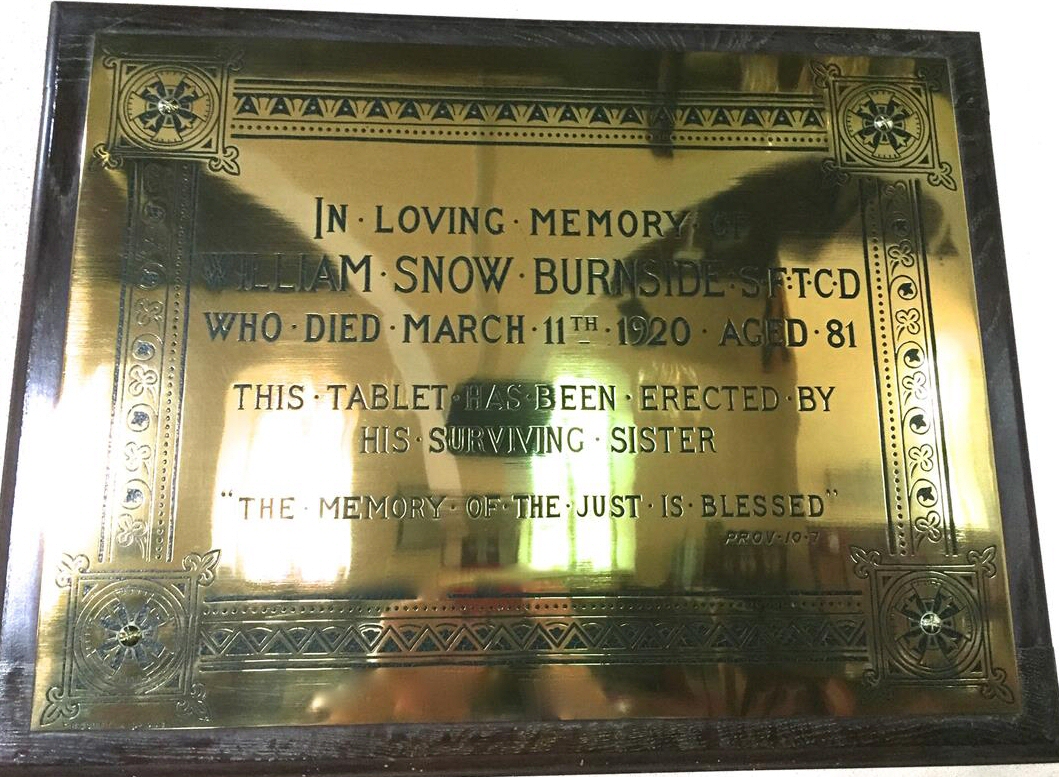 IN · LOVING · MEMORY · OF
WILLIAM · SNOW · BURNSIDE · S·F·T·C·D
WHO · DIED · MARCH · 11TH · 1920 · AGED · 81
THIS · TABLET · HAS · BEEN · ERECTED · BY
HIS · SURVIVING · SISTER
“THE · MEMORY · OF · THE · JUST · IS · BLESSED”
PROV·10·7